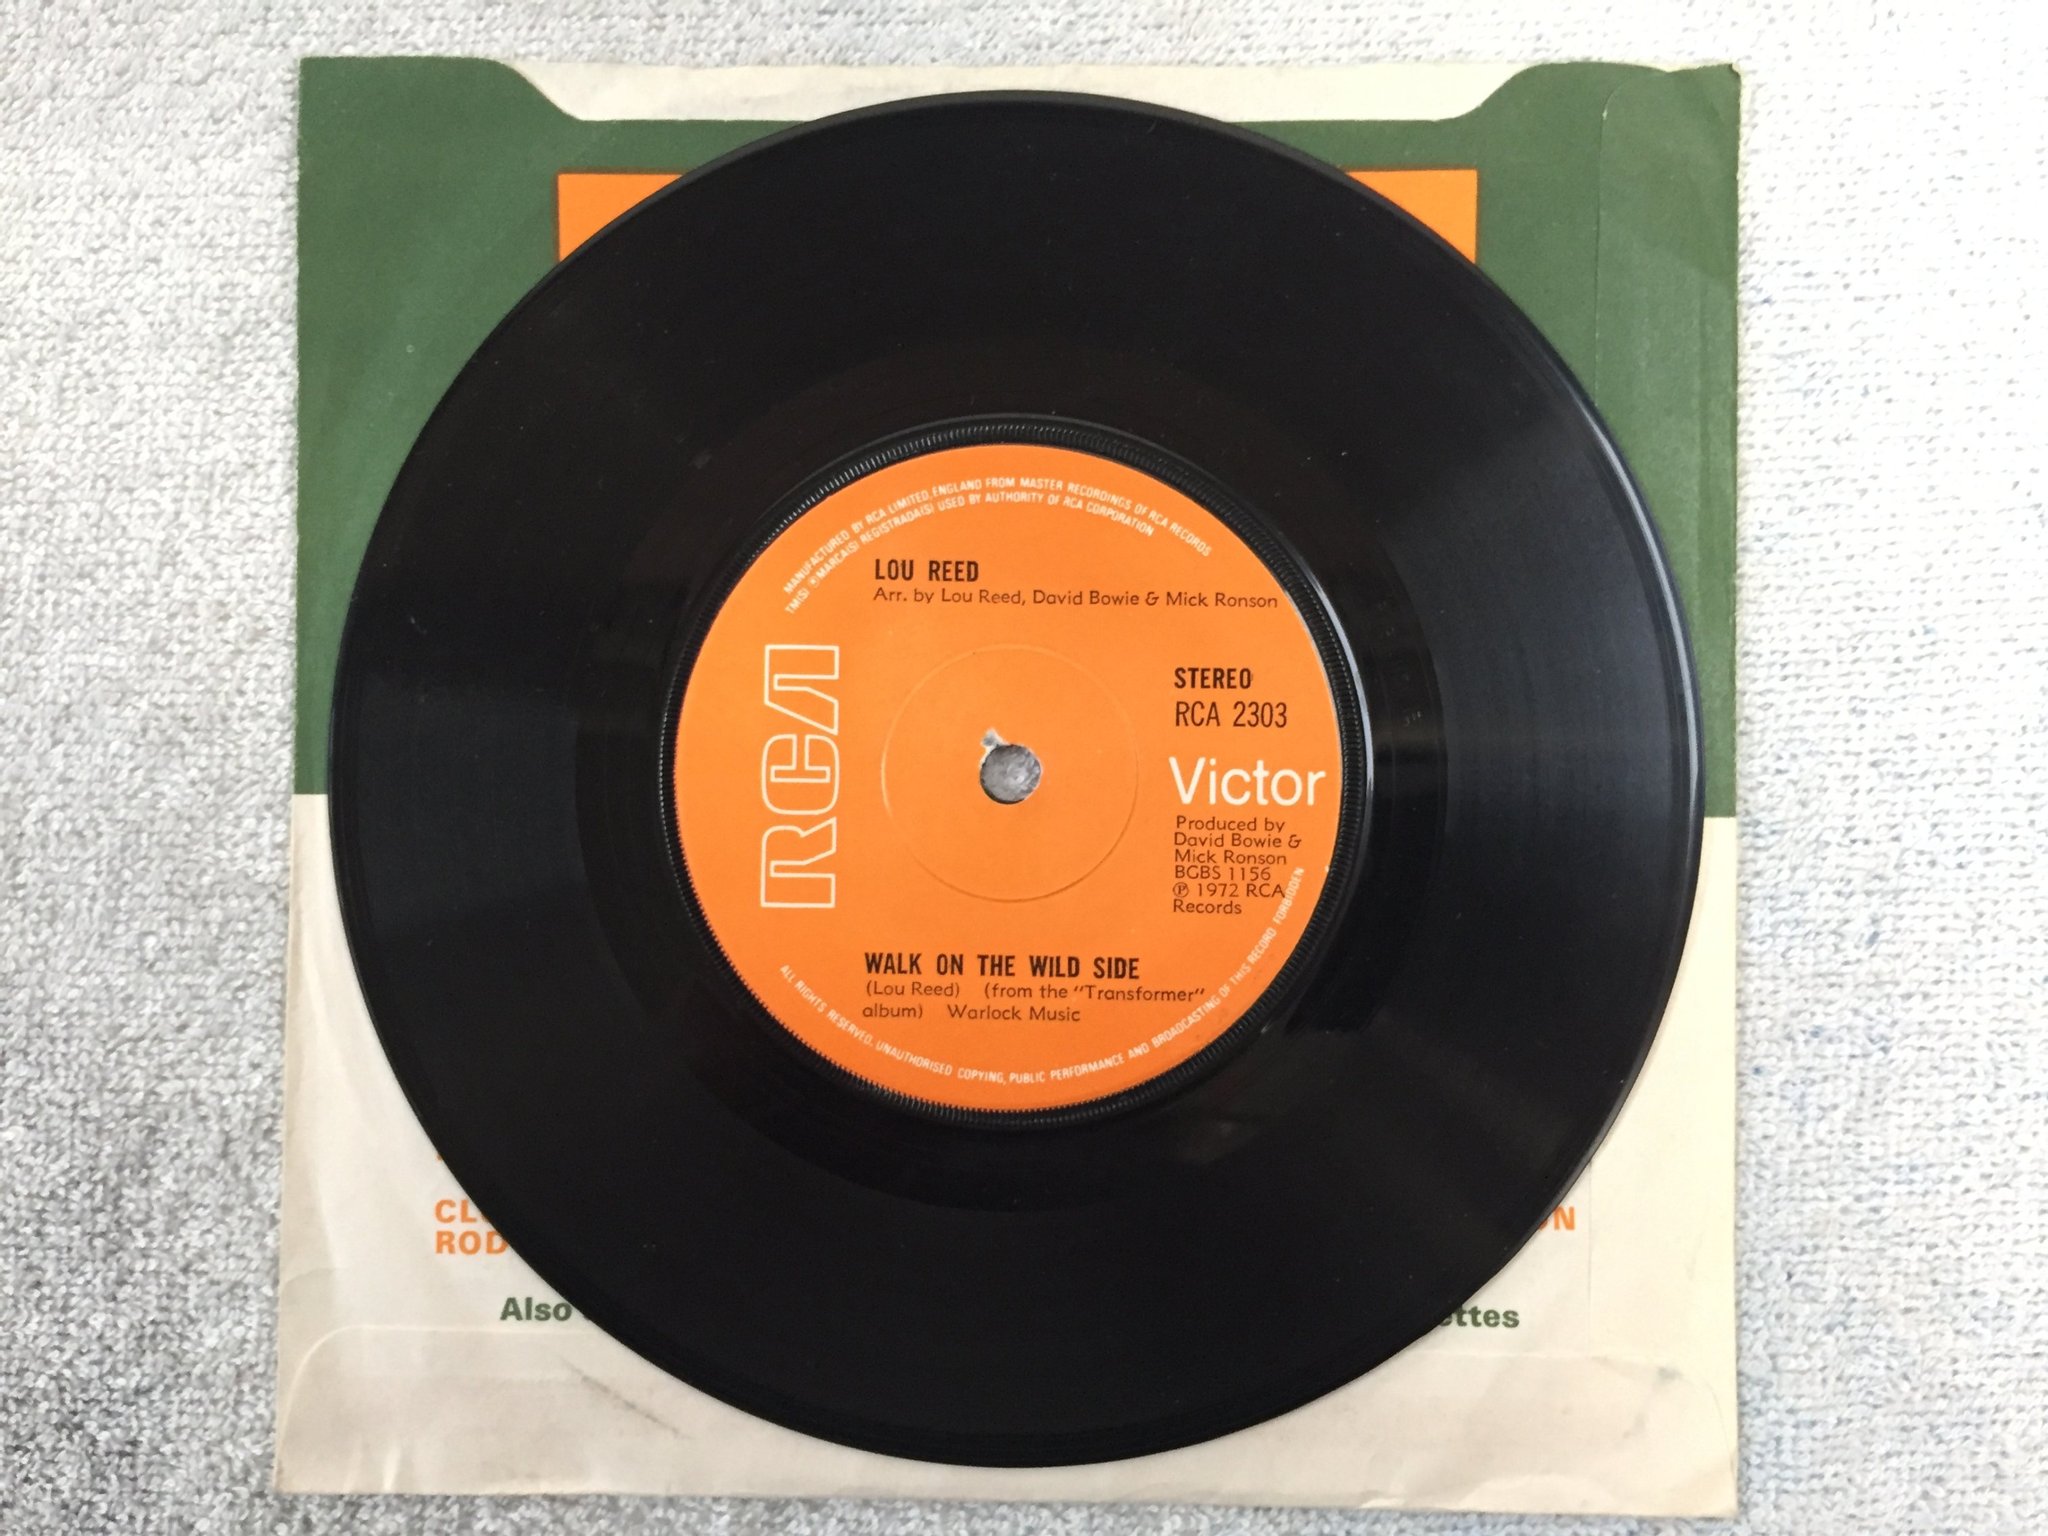 MANUFACTURED BY RCA LIMITED, ENGLAND FROM MASTER RECORDINGS OF RCA RECORDS
TM(S) ® MARCA(S) REGISTRADA(S) USED BY AUTHORITY OF RCA CORPORATION
LOU REED
Arr. by Lou Reed, David Bowie & Mick Ronson
RCA
STEREO
RCA 2303
Victor
Produced by
David Bowie &
Mick Ronson
BGBS 1156
℗ 1972 RCA
Records
WALK ON THE WILD SIDE
(Lou Reed) (from the "Transformer"
album) Warlock Music
ALL RIGHTS RESERVED. UNAUTHORISED COPYING, PUBLIC PERFORMANCE AND BROADCASTING OF THIS RECORD FORBIDDEN
ROD
Also